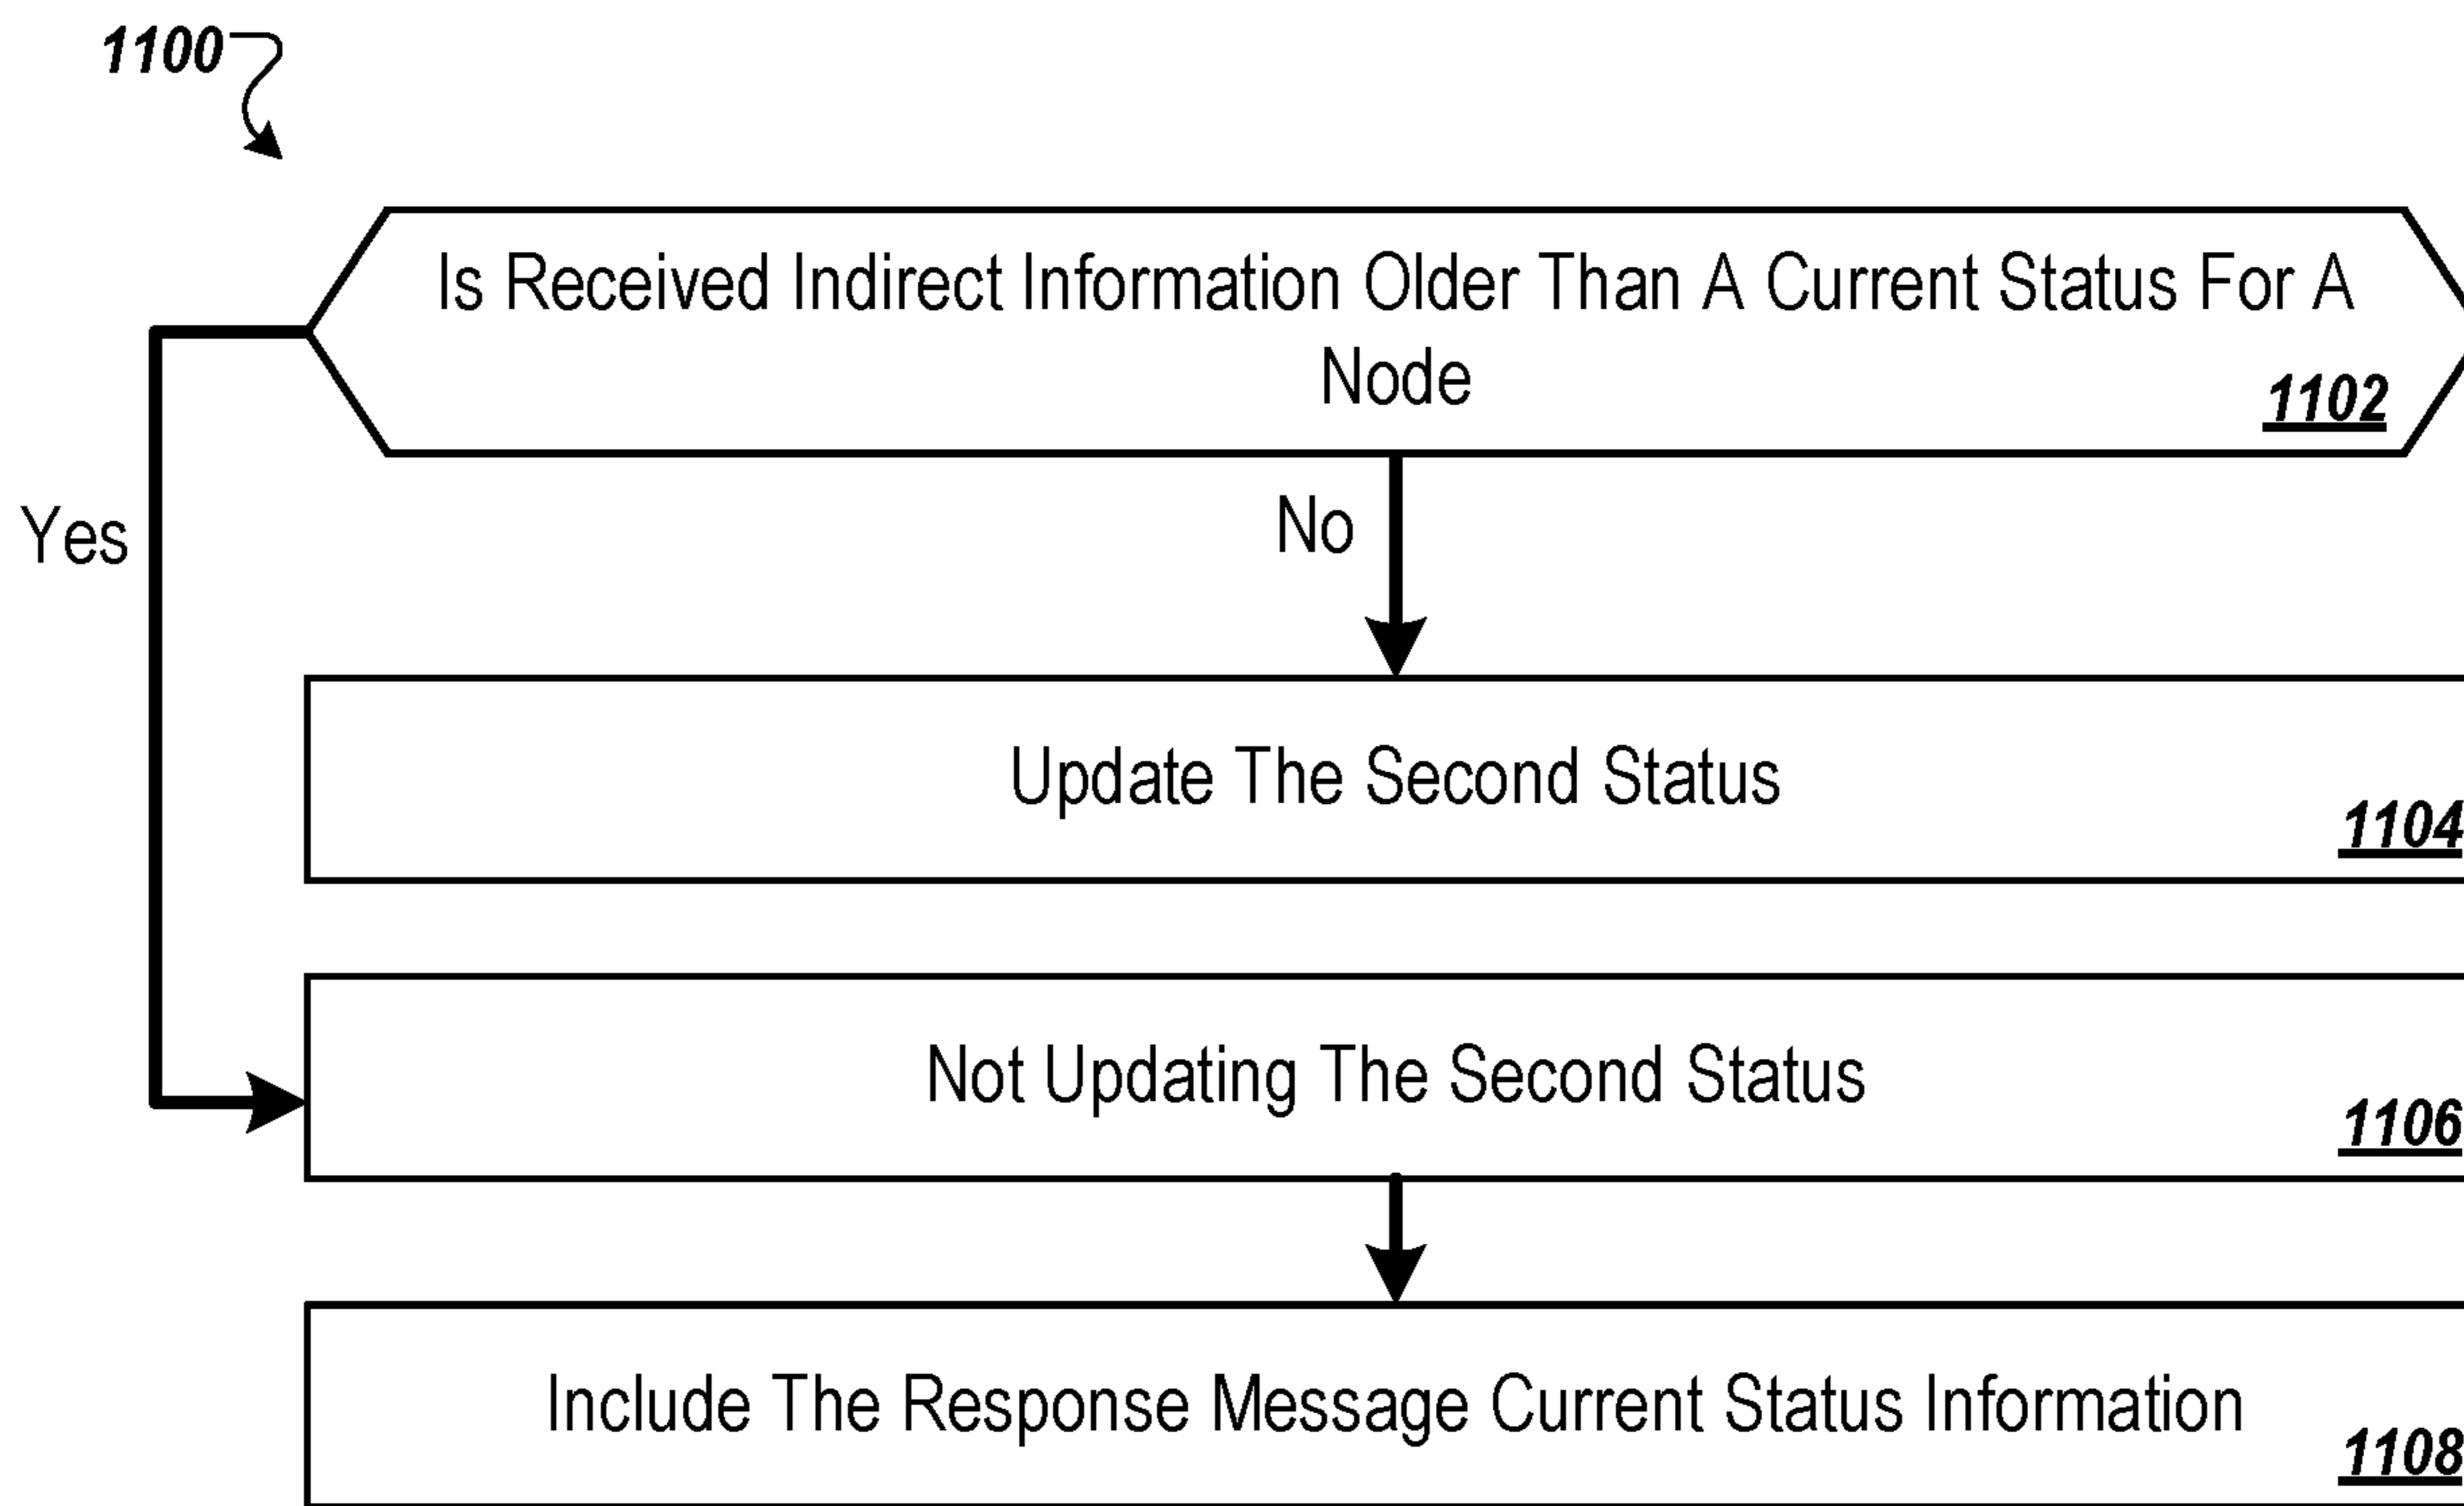 1100
Is Received Indirect Information Older Than A Current Status For A
Node
1102
Yes
No
Update The Second Status
1104
Not Updating The Second Status
1106
Include The Response Message Current Status Information
1108